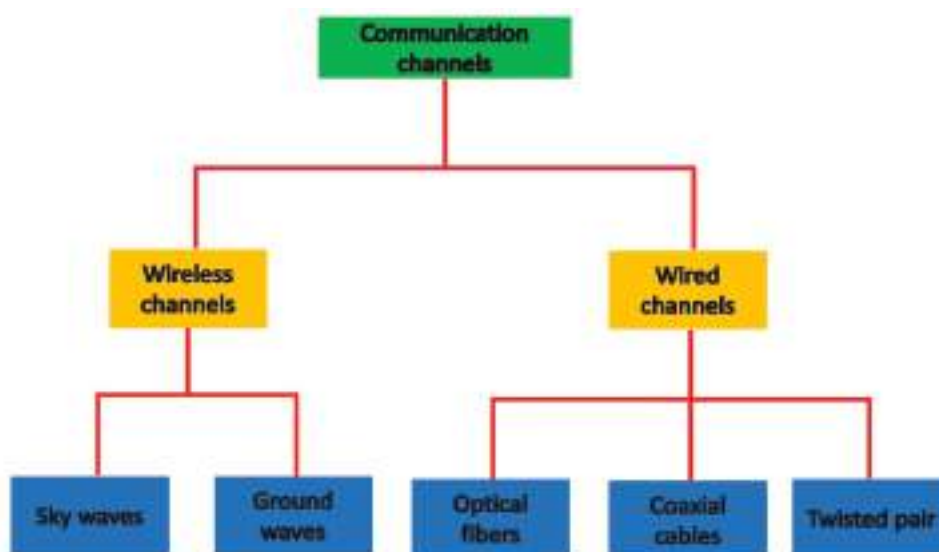 Communication
channels
Wireless
channels
Wired
channels
Sky waves
Ground
waves
Optical
fibers
Coaxial
cables
Twisted pair